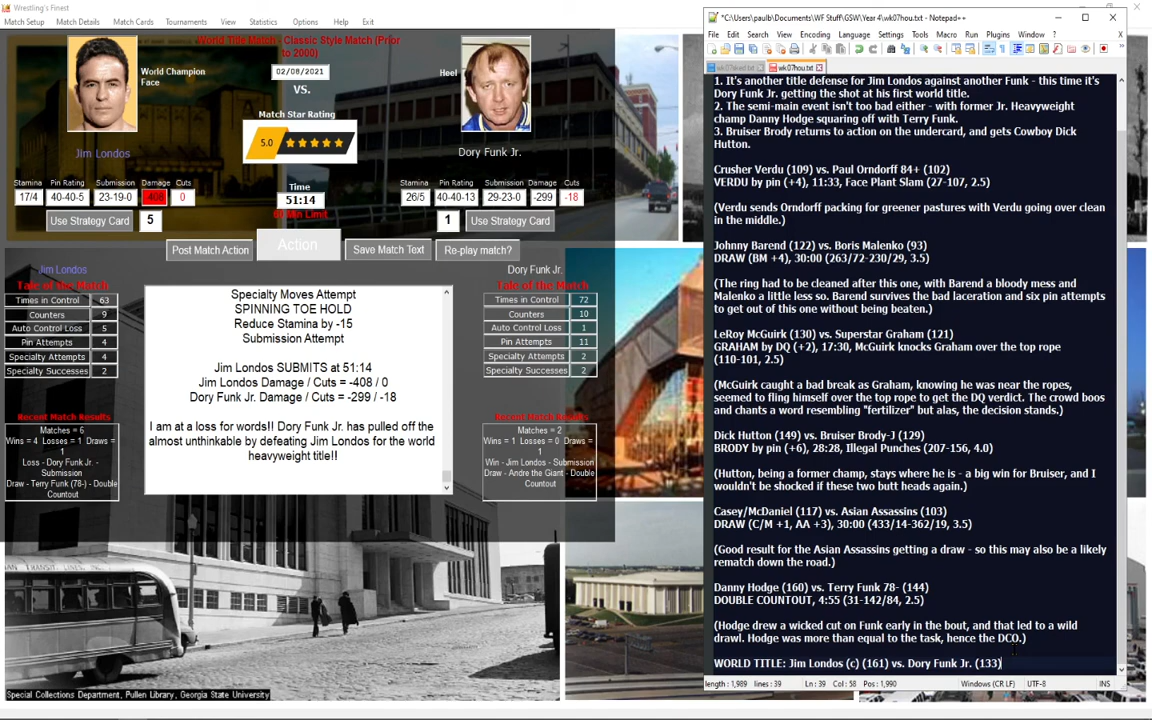 Wrestling's Finest
Match Setup Match Details Match Cards Tournaments View Statistics Options Help Exit
World Title Match - Classic Style Match (Prior to 2000)
World Champion
Face
Jim Londos
02/08/2021
VS.
Match Star Rating
5.0
Heel
Dory Funk Jr.
Stamina Pin Rating Submission Damage Cuts
17/4 40-40-5 23-19-0 -408 0
Use Strategy Card 5
Time
51:14
60 Min Limit
Stamina Pin Rating Submission Damage Cuts
26/5 40-40-13 29-23-0 -299 -18
1 Use Strategy Card
Post Match Action Action Save Match Text Re-play match?
Jim Londos
Tale of the Match
Times in Control 63
Counters 9
Auto Control Loss 5
Pin Attempts 4
Specialty Attempts 4
Specialty Successes 2
Recent Match Results
Matches = 6
Wins = 4 Losses = 1 Draws =
1
Loss - Dory Funk Jr. -
Submission
Draw - Terry Funk (78-) - Double
Countout
Specialty Moves Attempt
SPINNING TOE HOLD
Reduce Stamina by -15
Submission Attempt
Jim Londos SUBMITS at 51:14
Jim Londos Damage / Cuts = -408 / 0
Dory Funk Jr. Damage / Cuts = -299 / -18
I am at a loss for words!! Dory Funk Jr. has pulled off the
almost unthinkable by defeating Jim Londos for the world
heavyweight title!!
Dory Funk Jr.
Tale of the Match
Times in Control 72
Counters 10
Auto Control Loss 1
Pin Attempts 11
Specialty Attempts 2
Specialty Successes 2
Recent Match Results
Matches = 2
Wins = 1 Losses = 0 Draws =
1
Win - Jim Londos - Submission
Draw - Andre the Giant - Double
Countout
Special Collections Department, Pullen Library, Georgia State University
*C:\Users\paulb\Documents\WF Stuff\GSW\Year 4\wk07hou.txt - Notepad++
File Edit Search View Encoding Language Settings Tools Macro Run Plugins Window ? X
wk07hou.txt
1. It's another title defense for Jim Londos against another Funk - this time it's
Dory Funk Jr. getting the shot at his first world title.
2. The semi-main event isn't too bad either - with former Jr. Heavyweight
champ Danny Hodge squaring off with Terry Funk.
3. Bruiser Brody returns to action on the undercard, and gets Cowboy Dick
Hutton.
Crusher Verdu (109) vs. Paul Orndorff 84+ (102)
VERDU by pin (+4), 11:33, Face Plant Slam (27-107, 2.5)
(Verdu sends Orndorff packing for greener pastures with Verdu going over clean
in the middle.)
Johnny Barend (122) vs. Boris Malenko (93)
DRAW (BM +4), 30:00 (263/72-230/29, 3.5)
(The ring had to be cleaned after this one, with Barend a bloody mess and
Malenko a little less so. Barend survives the bad laceration and six pin attempts
to get out of this one without being beaten.)
LeRoy McGuirk (130) vs. Superstar Graham (121)
GRAHAM by DQ (+2), 17:30, McGuirk knocks Graham over the top rope
(110-101, 2.5)
(McGuirk caught a bad break as Graham, knowing he was near the ropes,
seemed to fling himself over the top rope to get the DQ verdict. The crowd boos
and chants a word resembling "fertilizer" but alas, the decision stands.)
Dick Hutton (149) vs. Bruiser Brody-J (129)
BRODY by pin (+6), 28:28, Illegal Punches (207-156, 4.0)
(Hutton, being a former champ, stays where he is - a big win for Bruiser, and I
wouldn't be shocked if these two butt heads again.)
Casey/McDaniel (117) vs. Asian Assassins (103)
DRAW (C/M +1, AA +3), 30:00 (433/14-362/19, 3.5)
(Good result for the Asian Assassins getting a draw - so this may also be a likely
rematch down the road.)
Danny Hodge (160) vs. Terry Funk 78- (144)
DOUBLE COUNTOUT, 4:55 (31-142/84, 2.5)
(Hodge drew a wicked cut on Funk early in the bout, and that led to a wild
drawl. Hodge was more than equal to the task, hence the DCO.)
WORLD TITLE: Jim Londos (c) (161) vs. Dory Funk Jr. (133)
length : 1,989 lines : 39 Ln : 39 Col : 58 Pos : 1,990 Windows (CR LF) UTF-8 INS